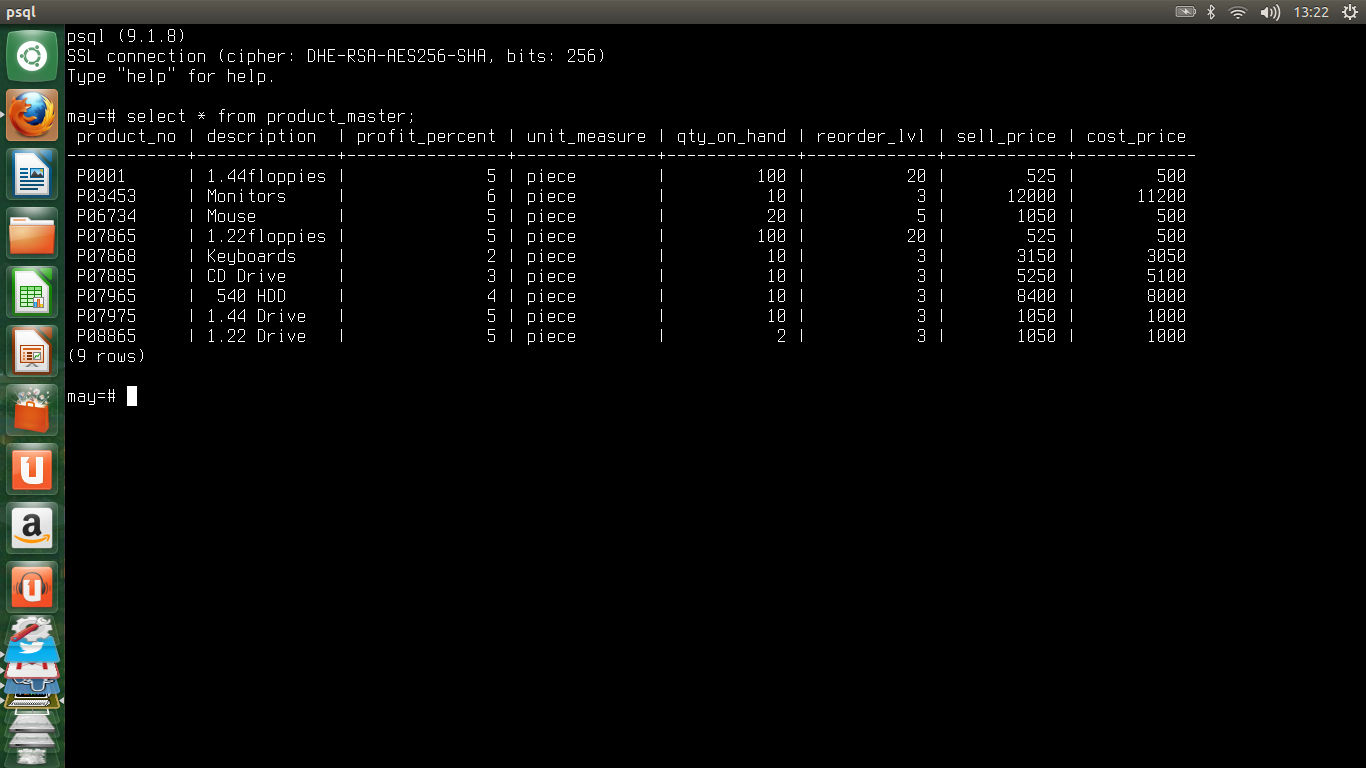 psql
13:22
psql (9.1.8)
SSL connection (cipher: DHE-RSA-AES256-SHA, bits: 256)
Type "help" for help.
may=# select * from product_master;
 product_no | description  | profit_percent | unit_measure | qty_on_hand | reorder_lvl | sell_price | cost_price
------------+--------------+----------------+--------------+-------------+-------------+------------+------------
 P0001      | 1.44floppies |              5 | piece        |         100 |          20 |        525 |        500
 P03453     | Monitors     |              6 | piece        |          10 |           3 |      12000 |      11200
 P06734     | Mouse        |              5 | piece        |          20 |           5 |       1050 |        500
 P07865     | 1.22floppies |              5 | piece        |         100 |          20 |        525 |        500
 P07868     | Keyboards    |              2 | piece        |          10 |           3 |       3150 |       3050
 P07885     | CD Drive     |              3 | piece        |          10 |           3 |       5250 |       5100
 P07965     |  540 HDD     |              4 | piece        |          10 |           3 |       8400 |       8000
 P07975     | 1.44 Drive   |              5 | piece        |          10 |           3 |       1050 |       1000
 P08865     | 1.22 Drive   |              5 | piece        |           2 |           3 |       1050 |       1000
(9 rows)
may=#